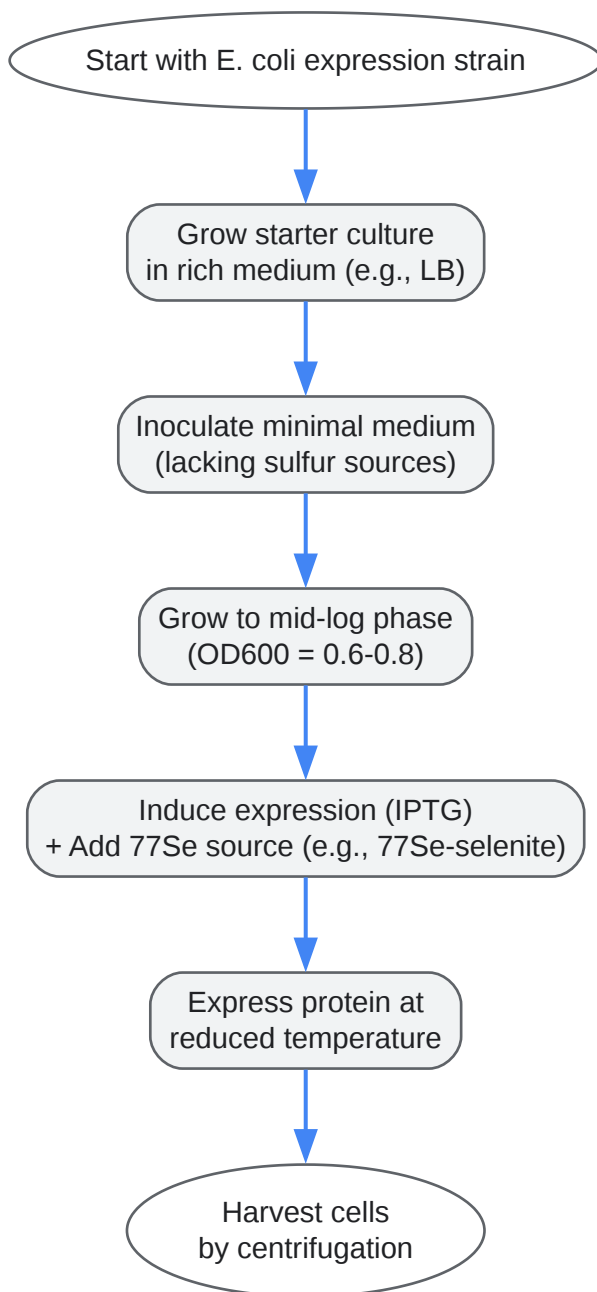 Start with E. coli expression strain
Grow starter culture
in rich medium (e.g., LB)
Inoculate minimal medium
(lacking sulfur sources)
Grow to mid-log phase
(OD600 = 0.6-0.8)
Induce expression (IPTG)
+ Add 77Se source (e.g., 77Se-selenite)
Express protein at
reduced temperature
Harvest cells
by centrifugation